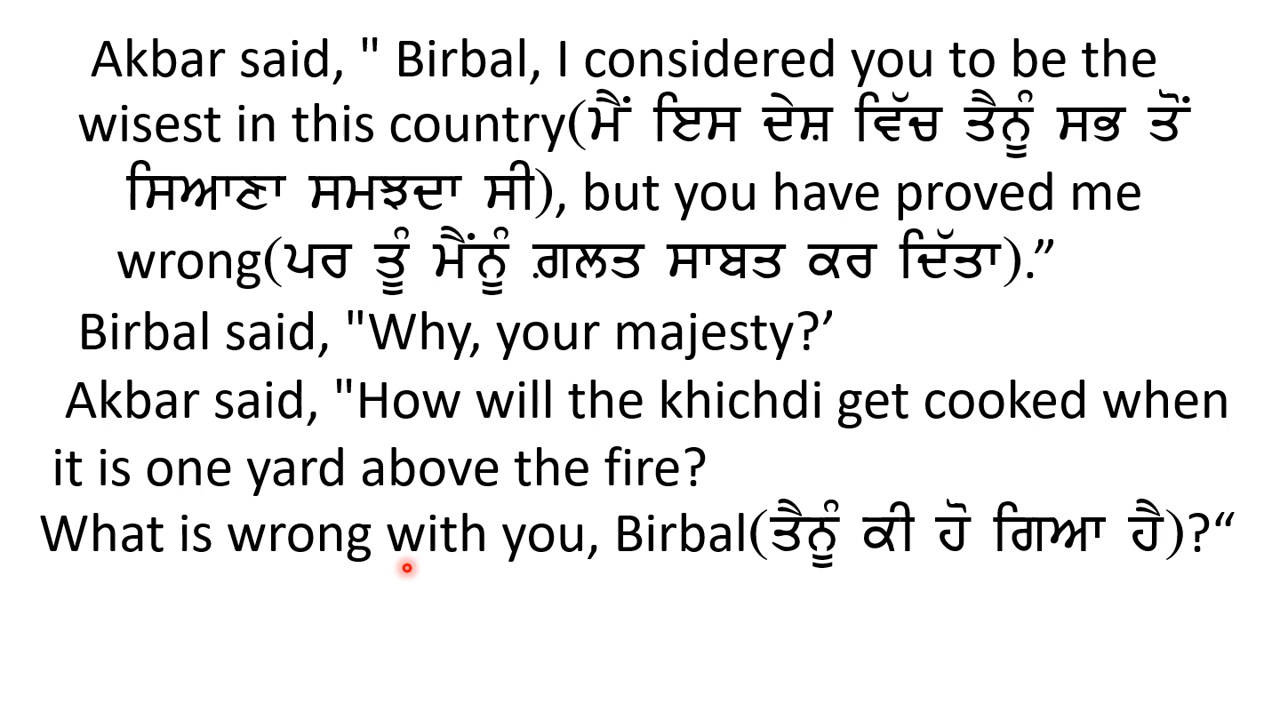 Akbar said, " Birbal, I considered you to be the
wisest in this country(ਮੈਂ ਇਸ ਦੇਸ਼ ਵਿੱਚ ਤੈਨੂੰ ਸਭ ਤੋਂ
ਸਿਆਣਾ ਸਮਝਦਾ ਸੀ), but you have proved me
wrong(ਪਰ ਤੂੰ ਮੈਂਨੂੰ ਗ਼ਲਤ ਸਾਬਤ ਕਰ ਦਿੱਤਾ).”
Birbal said, "Why, your majesty?’
Akbar said, "How will the khichdi get cooked when
it is one yard above the fire?
What is wrong with you, Birbal(ਤੈਨੂੰ ਕੀ ਹੋ ਗਿਆ ਹੈ)?“